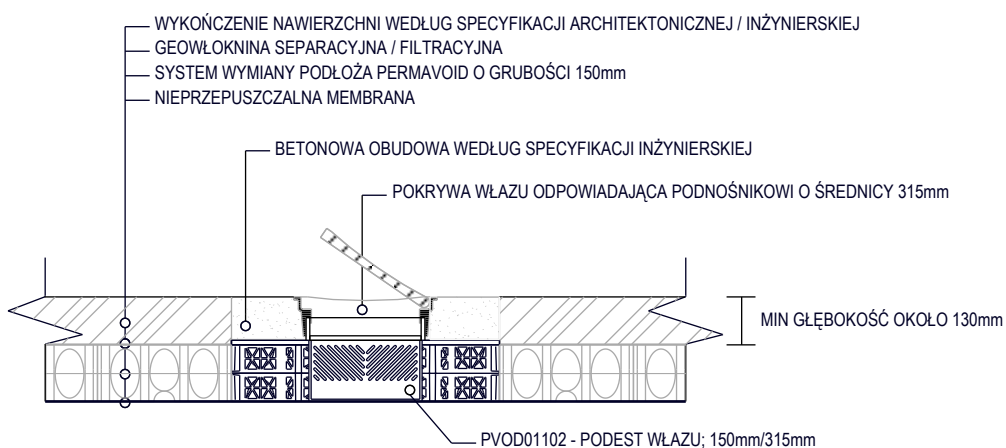 WYKOŃCZENIE NAWIERZCHNI WEDŁUG SPECYFIKACJI ARCHITEKTONICZNEJ / INŻYNIERSKIEJ
GEOWŁOKNINA SEPARACYJNA / FILTRACYJNA
SYSTEM WYMIANY PODŁOŻA PERMAVOID O GRUBOŚCI 150mm
NIEPRZEPUSZCZALNA MEMBRANA
BETONOWA OBUDOWA WEDŁUG SPECYFIKACJI INŻYNIERSKIEJ
POKRYWA WŁAZU ODPOWIADAJĄCA PODNOŚNIKOWI O ŚREDNICY 315mm
MIN GŁĘBOKOŚĆ OKOŁO 130mm
PVOD01102 - PODEST WŁAZU; 150mm/315mm